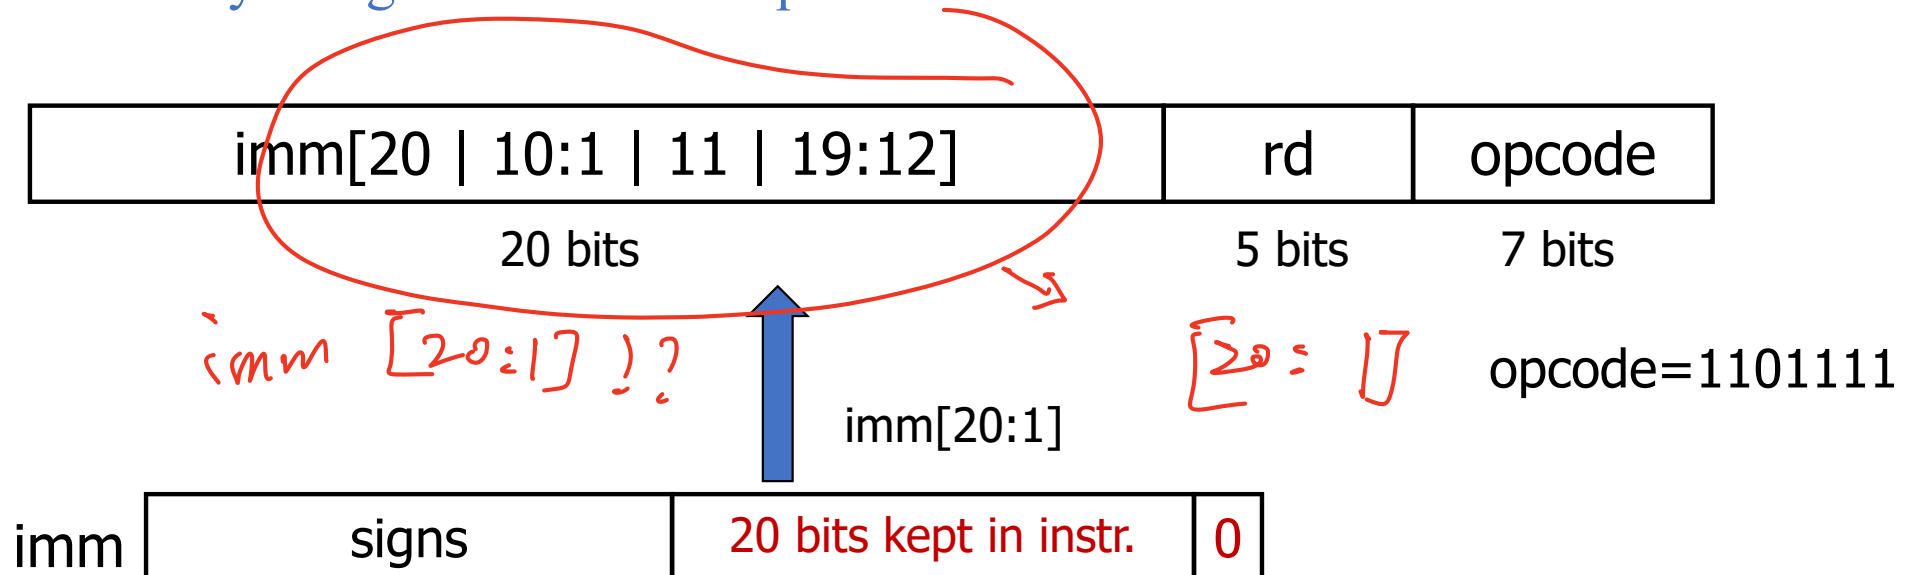 imm[20 | 10:1 | 11 | 19:12] rd opcode
20 bits 5 bits 7 bits
imm [20:1] !? [20: 1] opcode=1101111
imm[20:1]
imm signs 20 bits kept in instr. 0